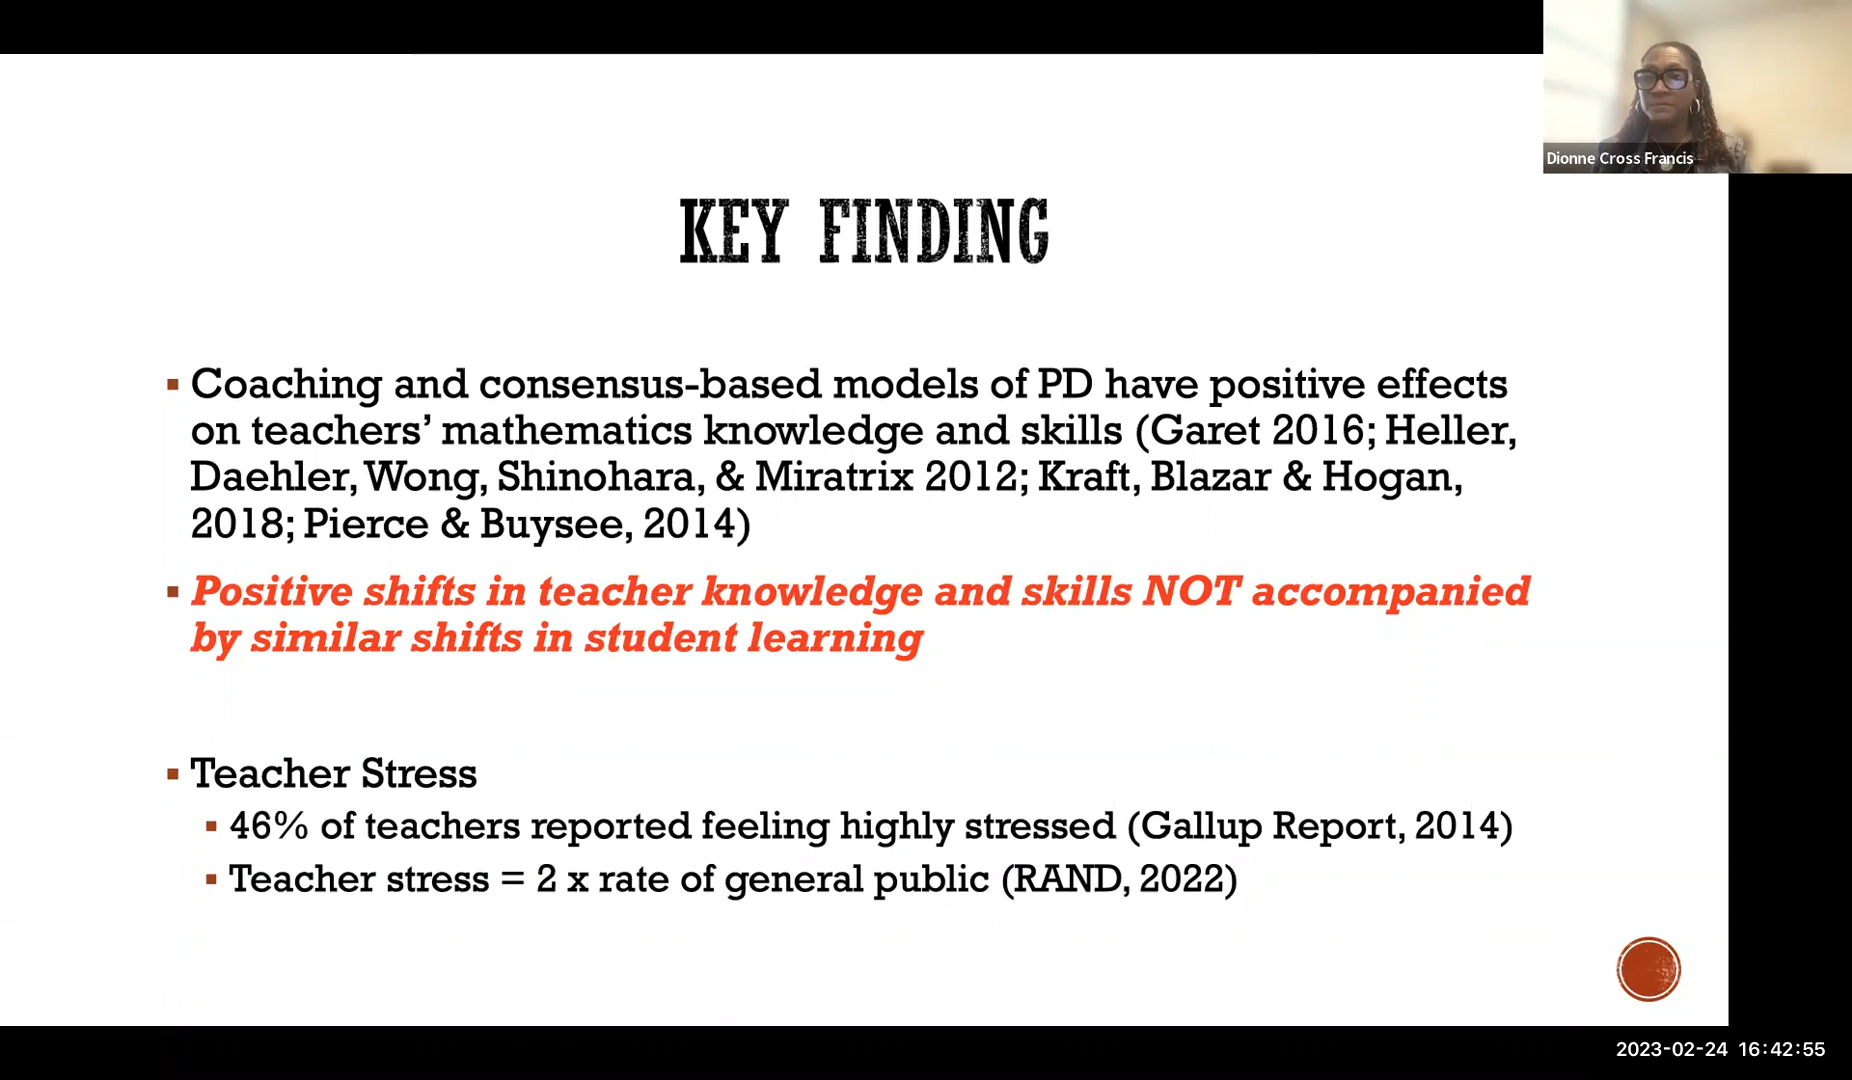 Dionne Cross Francis
KEY FINDING
▪ Coaching and consensus-based models of PD have positive effects
on teachers’ mathematics knowledge and skills (Garet 2016; Heller,
Daehler, Wong, Shinohara, & Miratrix 2012; Kraft, Blazar & Hogan,
2018; Pierce & Buysee, 2014)
▪ Positive shifts in teacher knowledge and skills NOT accompanied
by similar shifts in student learning
▪ Teacher Stress
▪ 46% of teachers reported feeling highly stressed (Gallup Report, 2014)
▪ Teacher stress = 2 x rate of general public (RAND, 2022)
2023-02-24 16:42:55